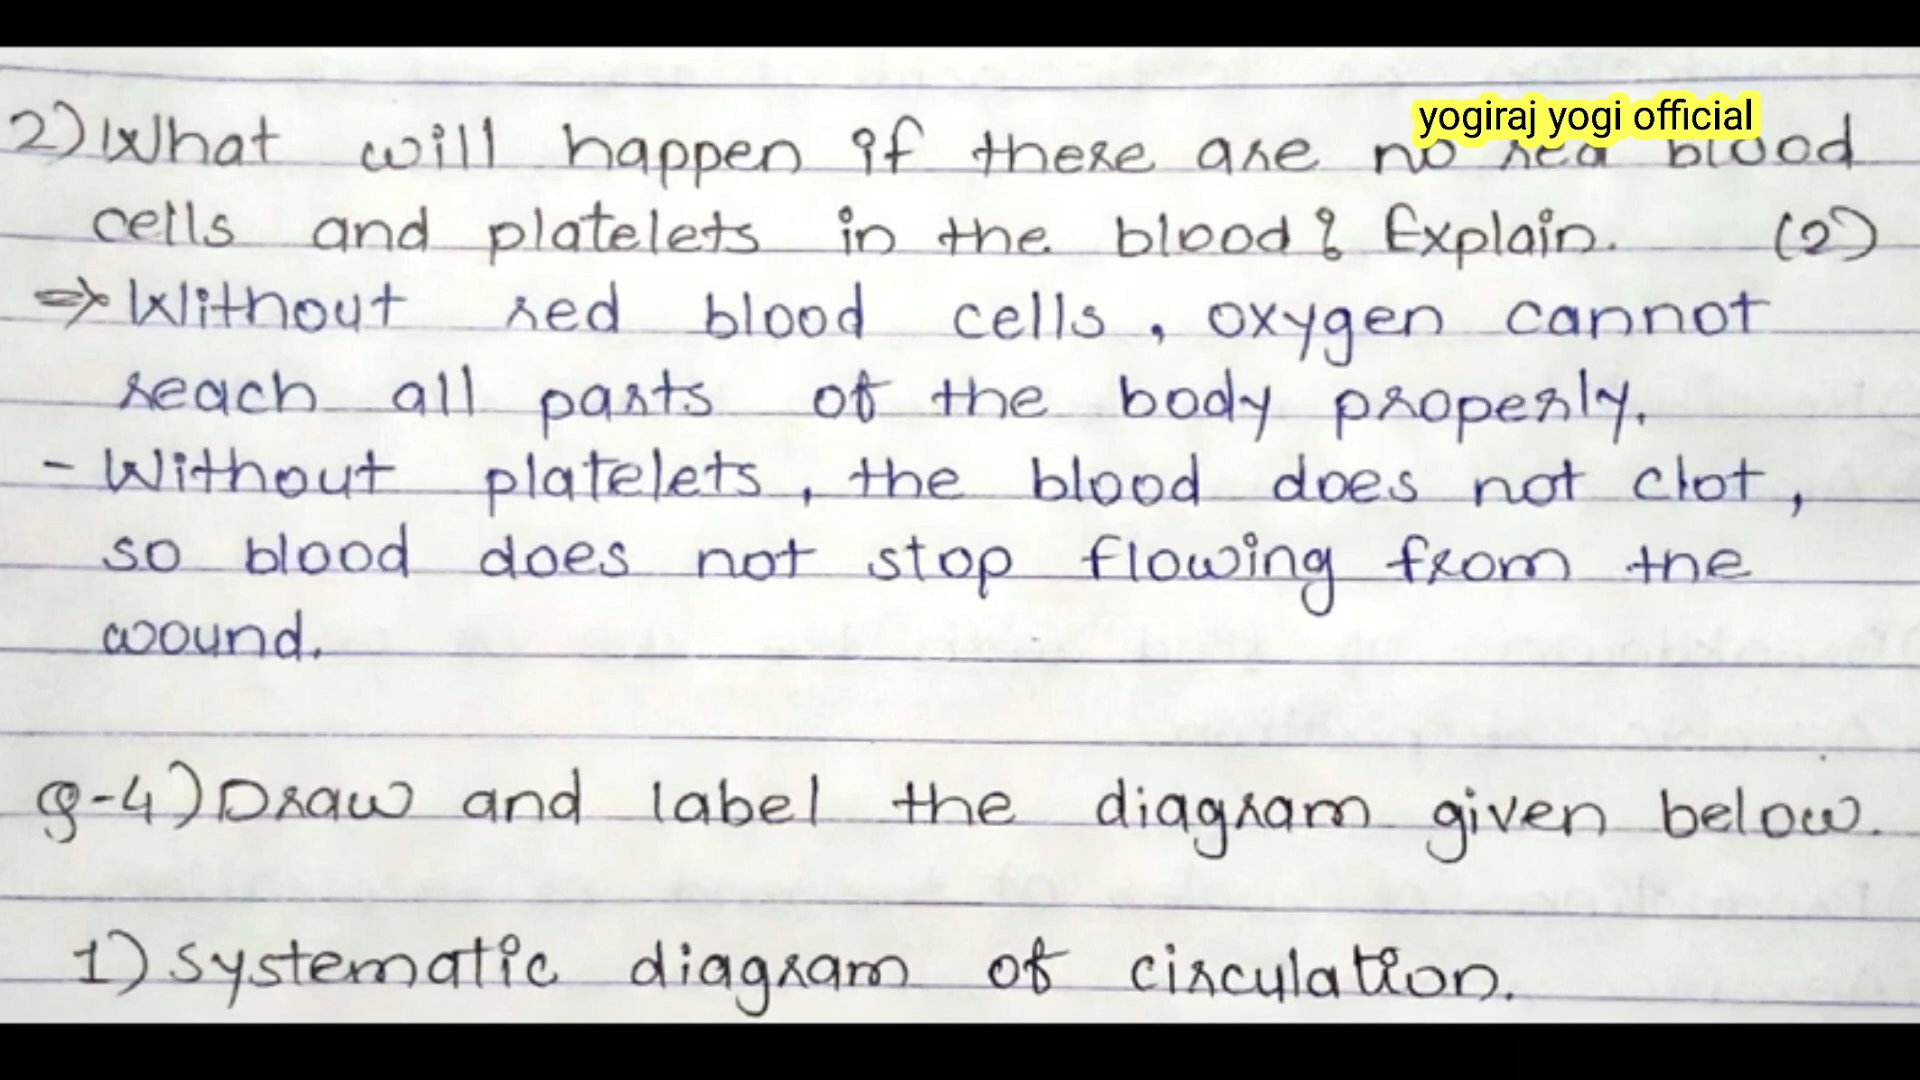 yogiraj yogi official
2) What will happen if there are no red blood
cells and platelets in the blood? Explain. (2)
⇒ Without red blood cells, oxygen cannot
reach all parts of the body properly.
- Without platelets, the blood does not clot,
so blood does not stop flowing from the
wound.
Q-4) Draw and label the diagram given below.
1) Systematic diagram of circulation.